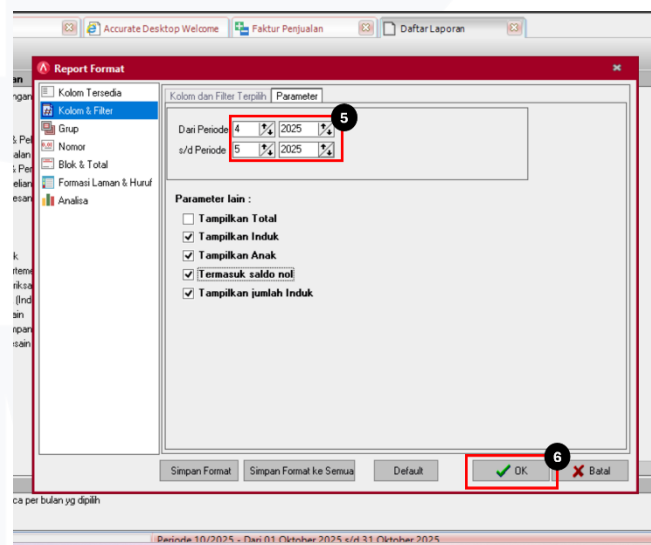 Accurate Desktop Welcome
Faktur Penjualan
Daftar Laporan
Report Format
Kolom Tersedia
Kolom & Filter
Grup
Nomor
Blok & Total
Formasi Laman & Huruf
Analisa
Kolom dan Filter Terpilih Parameter
5
Dari Periode 4 2025
s/d Periode 5 2025
Parameter lain :
Tampilkan Total
Tampilkan Induk
Tampilkan Anak
Termasuk saldo nol
Tampilkan jumlah Induk
6
Simpan Format Simpan Format ke Semua Default OK Batal
ca per bulan yg dipilih
Periode 10/2025 - Dari 01 Oktober 2025 s/d 31 Oktober 2025